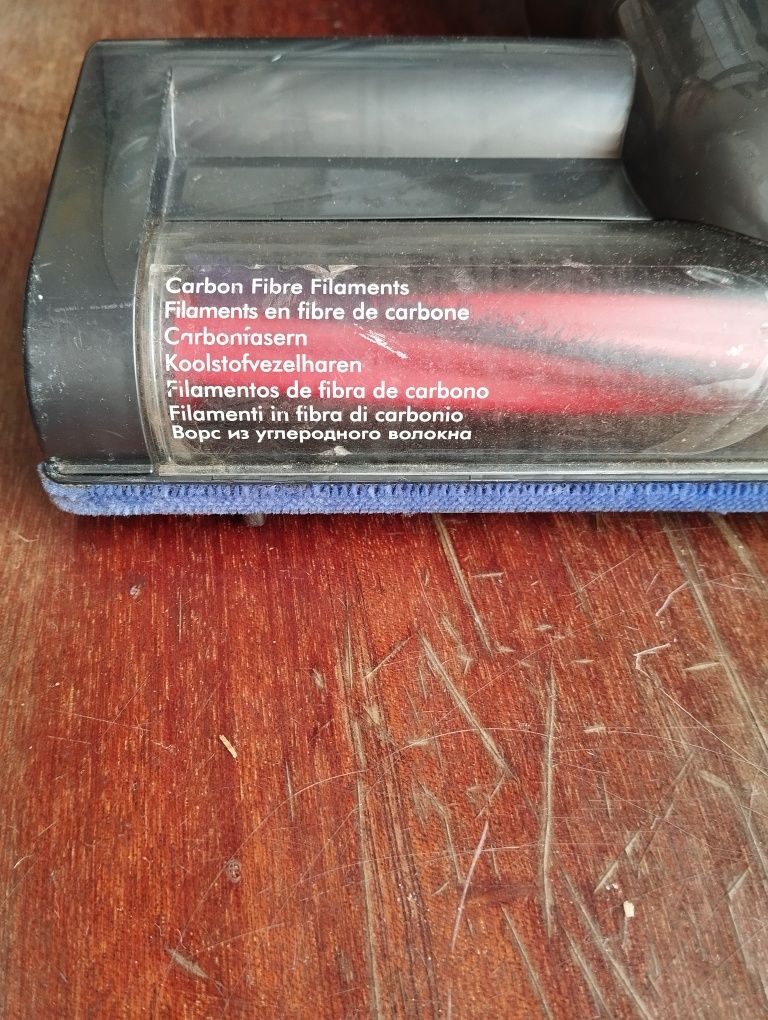 Carbon Fibre Filaments
Filaments en fibre de carbone
Carbonfasern
Koolstofvezelharen
Filamentos de fibra de carbono
Filamenti in fibra di carbonio
Ворс из углеродного волокна